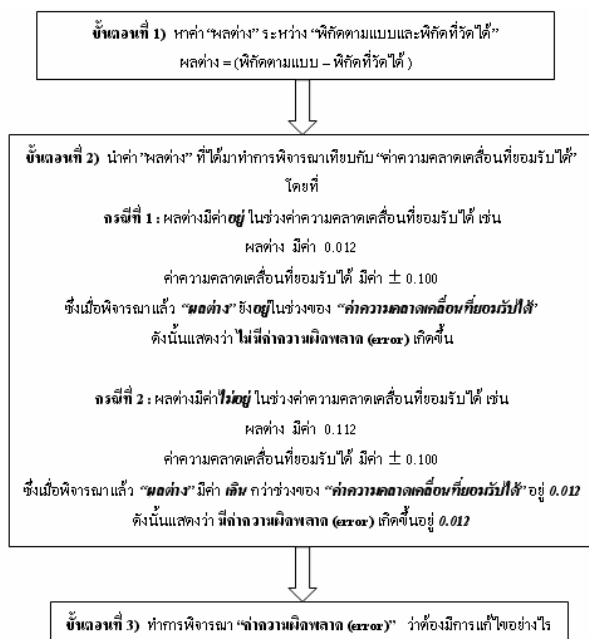 ขั้นตอนที่ 1) หาค่า "ผลต่าง" ระหว่าง "พิกัดตามแบบและพิกัดที่วัดได้"
ผลต่าง = (พิกัดตามแบบ – พิกัดที่วัดได้ )
ขั้นตอนที่ 2) นำค่า "ผลต่าง" ที่ได้มาทำการพิจารณาเทียบกับ "ค่าความคลาดเคลื่อนที่ยอมรับได้"
โดยที่
กรณีที่ 1 : ผลต่างมีค่าอยู่ ในช่วงค่าความคลาดเคลื่อนที่ยอมรับได้ เช่น
ผลต่าง มีค่า 0.012
ค่าความคลาดเคลื่อนที่ยอมรับได้ มีค่า ± 0.100
ซึ่งเมื่อพิจารณาแล้ว "ผลต่าง" ยังอยู่ในช่วงของ "ค่าความคลาดเคลื่อนที่ยอมรับได้"
ดังนั้นแสดงว่า ไม่มีค่าความผิดพลาด (error) เกิดขึ้น
กรณีที่ 2 : ผลต่างมีค่าไม่อยู่ ในช่วงค่าความคลาดเคลื่อนที่ยอมรับได้ เช่น
ผลต่าง มีค่า 0.112
ค่าความคลาดเคลื่อนที่ยอมรับได้ มีค่า ± 0.100
ซึ่งเมื่อพิจารณาแล้ว "ผลต่าง" มีค่า เกิน กว่าช่วงของ "ค่าความคลาดเคลื่อนที่ยอมรับได้" อยู่ 0.012
ดังนั้นแสดงว่า มีค่าความผิดพลาด (error) เกิดขึ้นอยู่ 0.012
ขั้นตอนที่ 3) ทำการพิจารณา "ค่าความผิดพลาด (error)" ว่าต้องมีการแก้ไขอย่างไร